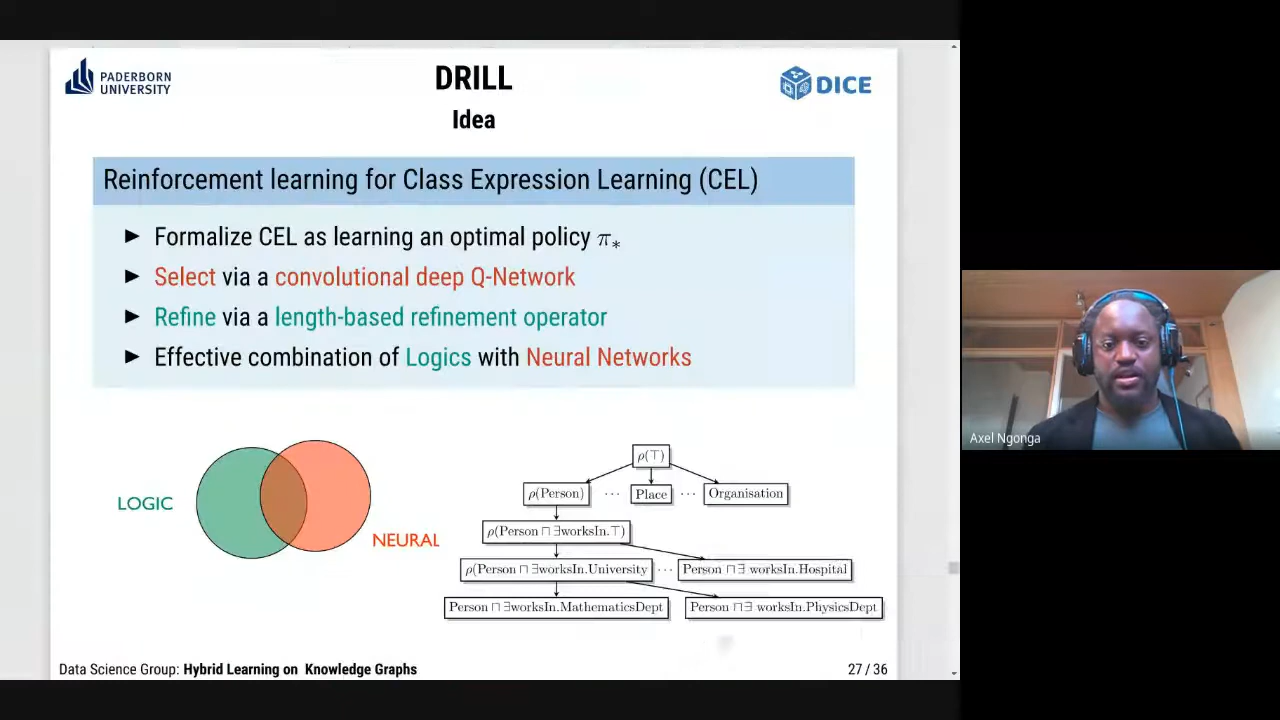 PADERBORN
UNIVERSITY
DRILL
Idea
DICE
Reinforcement learning for Class Expression Learning (CEL)
► Formalize CEL as learning an optimal policy π*
► Select via a convolutional deep Q-Network
► Refine via a length-based refinement operator
► Effective combination of Logics with Neural Networks
LOGIC
NEURAL
ρ(⊤)
ρ(Person) ··· Place ··· Organisation
ρ(Person ⊓ ∃worksIn.⊤)
ρ(Person ⊓ ∃worksIn.University ··· Person ⊓∃ worksIn.Hospital
Person ⊓ ∃worksIn.MathematicsDept Person ⊓∃ worksIn.PhysicsDept
Data Science Group: Hybrid Learning on Knowledge Graphs 27 / 36
Axel Ngonga